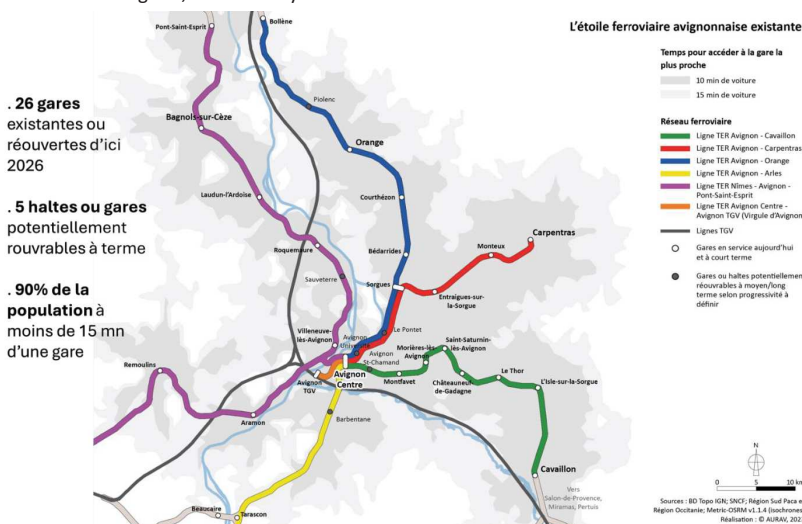 L'étoile ferroviaire avignonnaise existante
. 26 gares
existantes ou
réouvertes d'ici
2026
. 5 haltes ou gares
potentiellement
rouvrables à terme
. 90% de la
population à
moins de 15 mn
d'une gare
Pont-Saint-Esprit
Bollène
Piolenc
Bagnols-sur-Cèze
Orange
Laudun-l'Ardoise
Courthézon
Roquemaure
Bédarrides
Carpentras
Monteux
Sauveterre
Sorgues
Entraigues-sur-
la-Sorgue
Villeneuve-
lès-Avignon
Avignon
Université
Le Pontet
Avignon
St-Chamand
Morières-lès
Avignon
Saint-Saturnin-
lès-Avignon
Remoulins
Avignon
TGV
Avignon
Centre
Montfavet
Châteauneuf-
de-Gadagne
Le Thor
L'Isle-sur-la-Sorgue
Aramon
Barbentane
Cavaillon
Vers
Salon-de-Provence,
Miramas, Pertuis
Beaucaire
Tarascon
Temps pour accéder à la gare la
plus proche
10 min de voiture
15 min de voiture
Réseau ferroviaire
Ligne TER Avignon - Cavaillon
Ligne TER Avignon - Carpentras
Ligne TER Avignon - Orange
Ligne TER Avignon - Arles
Ligne TER Nîmes - Avignon -
Pont-Saint-Esprit
Ligne TER Avignon Centre -
Avignon TGV (Virgule d'Avignon
Lignes TGV
Gares en service aujourd'hui
et à court terme
Gares ou haltes potentiellement
réouvrables à moyen/long
terme selon progressivité à
définir
N
0 5 10 km
Sources : BD Topo IGN; SNCF; Région Sud Paca e
Région Occitanie; Metric-OSRM v1.1.4 (isochrones
Réalisation : © AURAV, 202